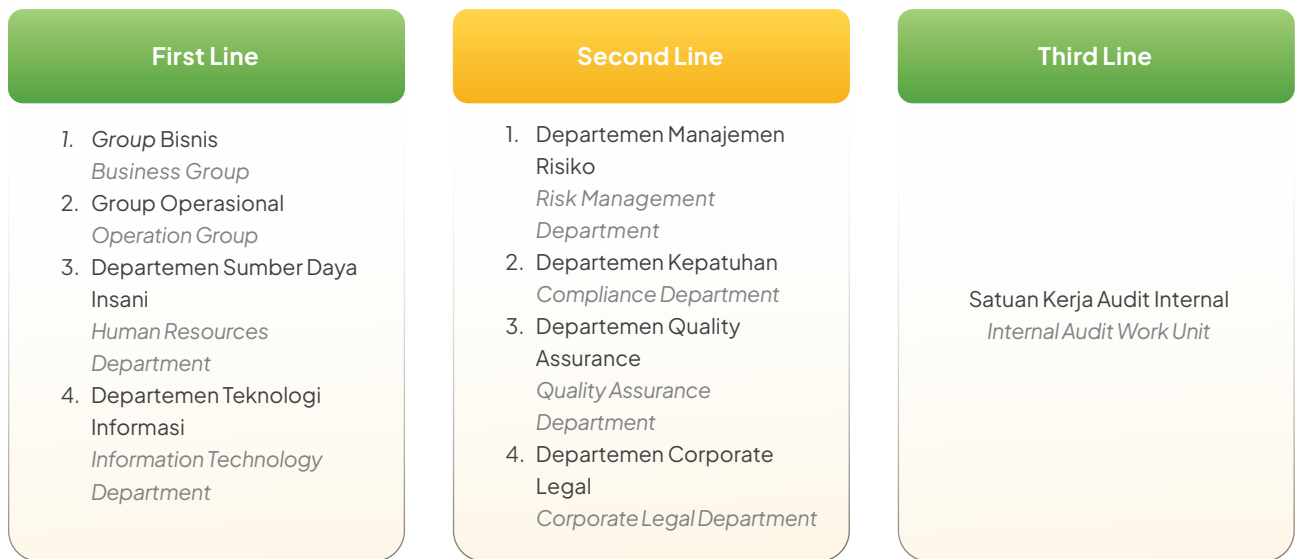 First Line
1. Group Bisnis
Business Group
2. Group Operasional
Operation Group
3. Departemen Sumber Daya
Insani
Human Resources
Department
4. Departemen Teknologi
Informasi
Information Technology
Department
Second Line
1. Departemen Manajemen
Risiko
Risk Management
Department
2. Departemen Kepatuhan
Compliance Department
3. Departemen Quality
Assurance
Quality Assurance
Department
4. Departemen Corporate
Legal
Corporate Legal Department
Third Line
Satuan Kerja Audit Internal
Internal Audit Work Unit